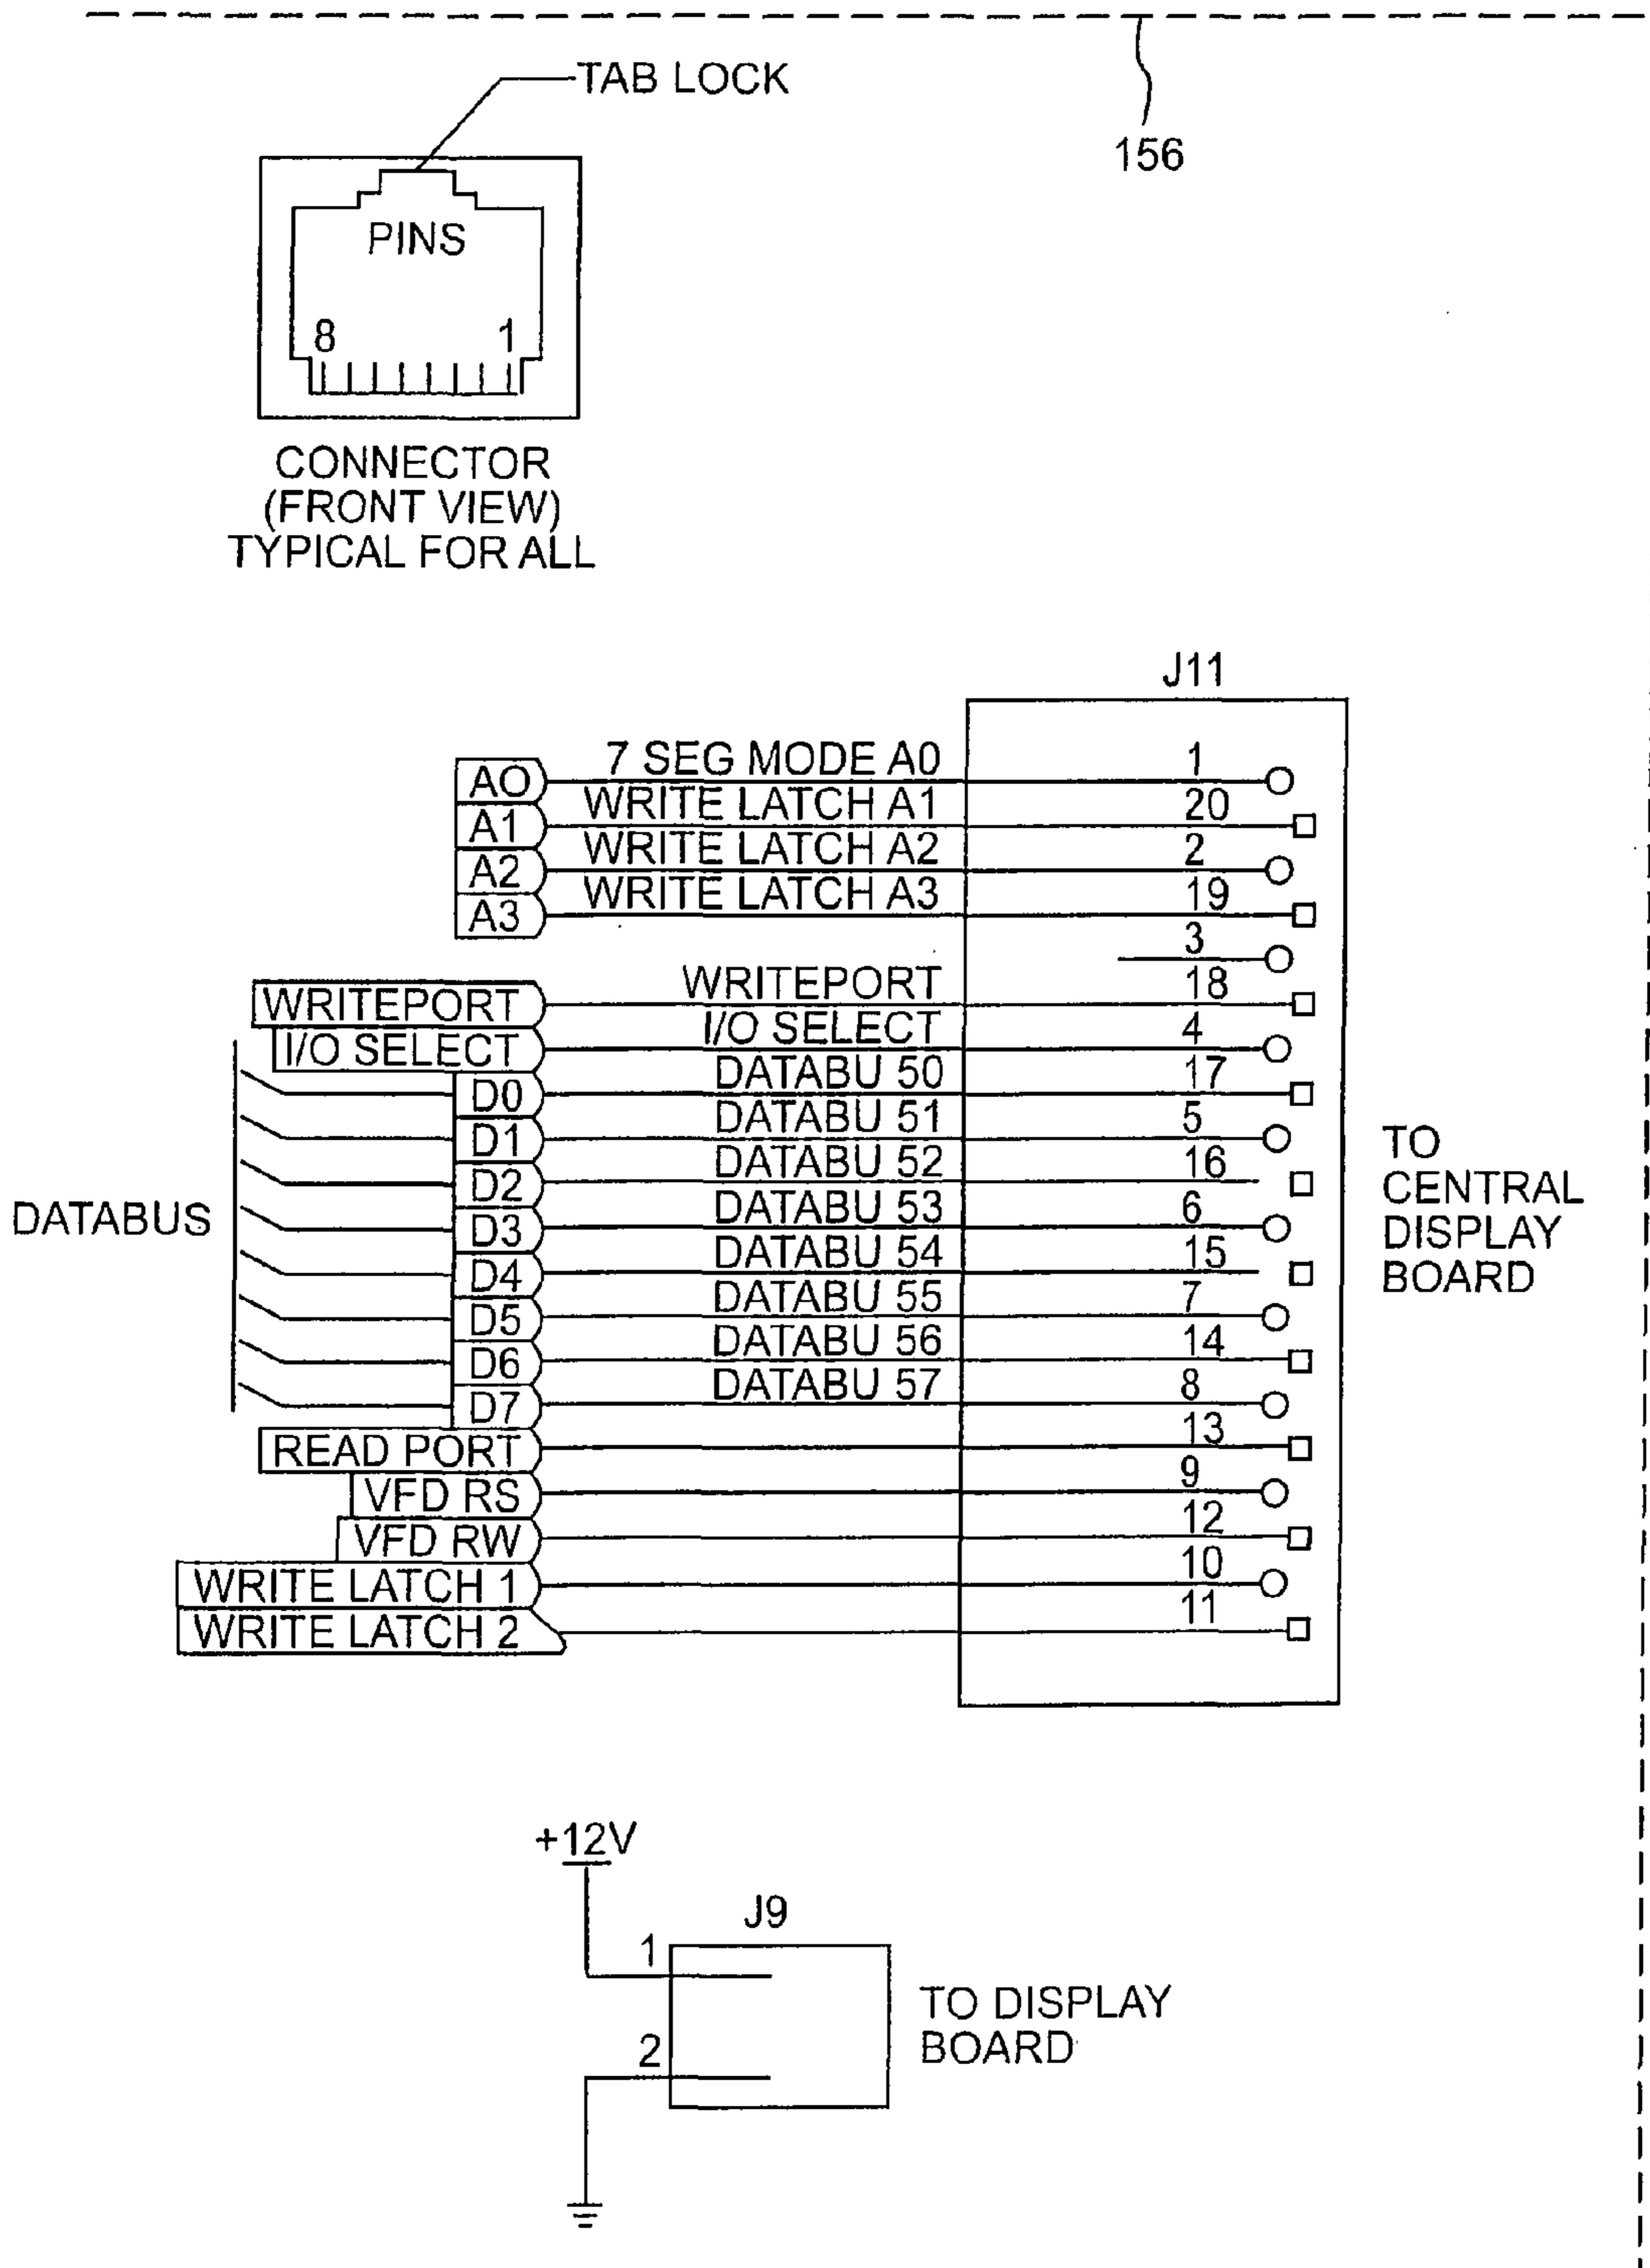 TAB LOCK
156
PINS
8 1
CONNECTOR
(FRONT VIEW)
TYPICAL FOR ALL
J11
AO 7 SEG MODE A0 1
A1 WRITE LATCH A1 20
A2 WRITE LATCH A2 2
A3 WRITE LATCH A3 19
3
WRITEPORT WRITEPORT 18
I/O SELECT I/O SELECT 4
D0 DATABU 50 17
D1 DATABU 51 5
D2 DATABU 52 16
D3 DATABU 53 6
D4 DATABU 54 15
D5 DATABU 55 7
D6 DATABU 56 14
D7 DATABU 57 8
DATABUS
READ PORT 13
VFD RS 9
VFD RW 12
WRITE LATCH 1 10
WRITE LATCH 2 11
TO
CENTRAL
DISPLAY
BOARD
+12V
J9
1
2
TO DISPLAY
BOARD